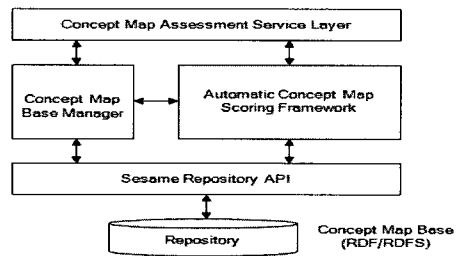 Concept Map Assessment Service Layer
Concept Map
Base Manager
Automatic Concept Map
Scoring Framework
Sesame Repository API
Repository
Concept Map Base
(RDF/RDFS)